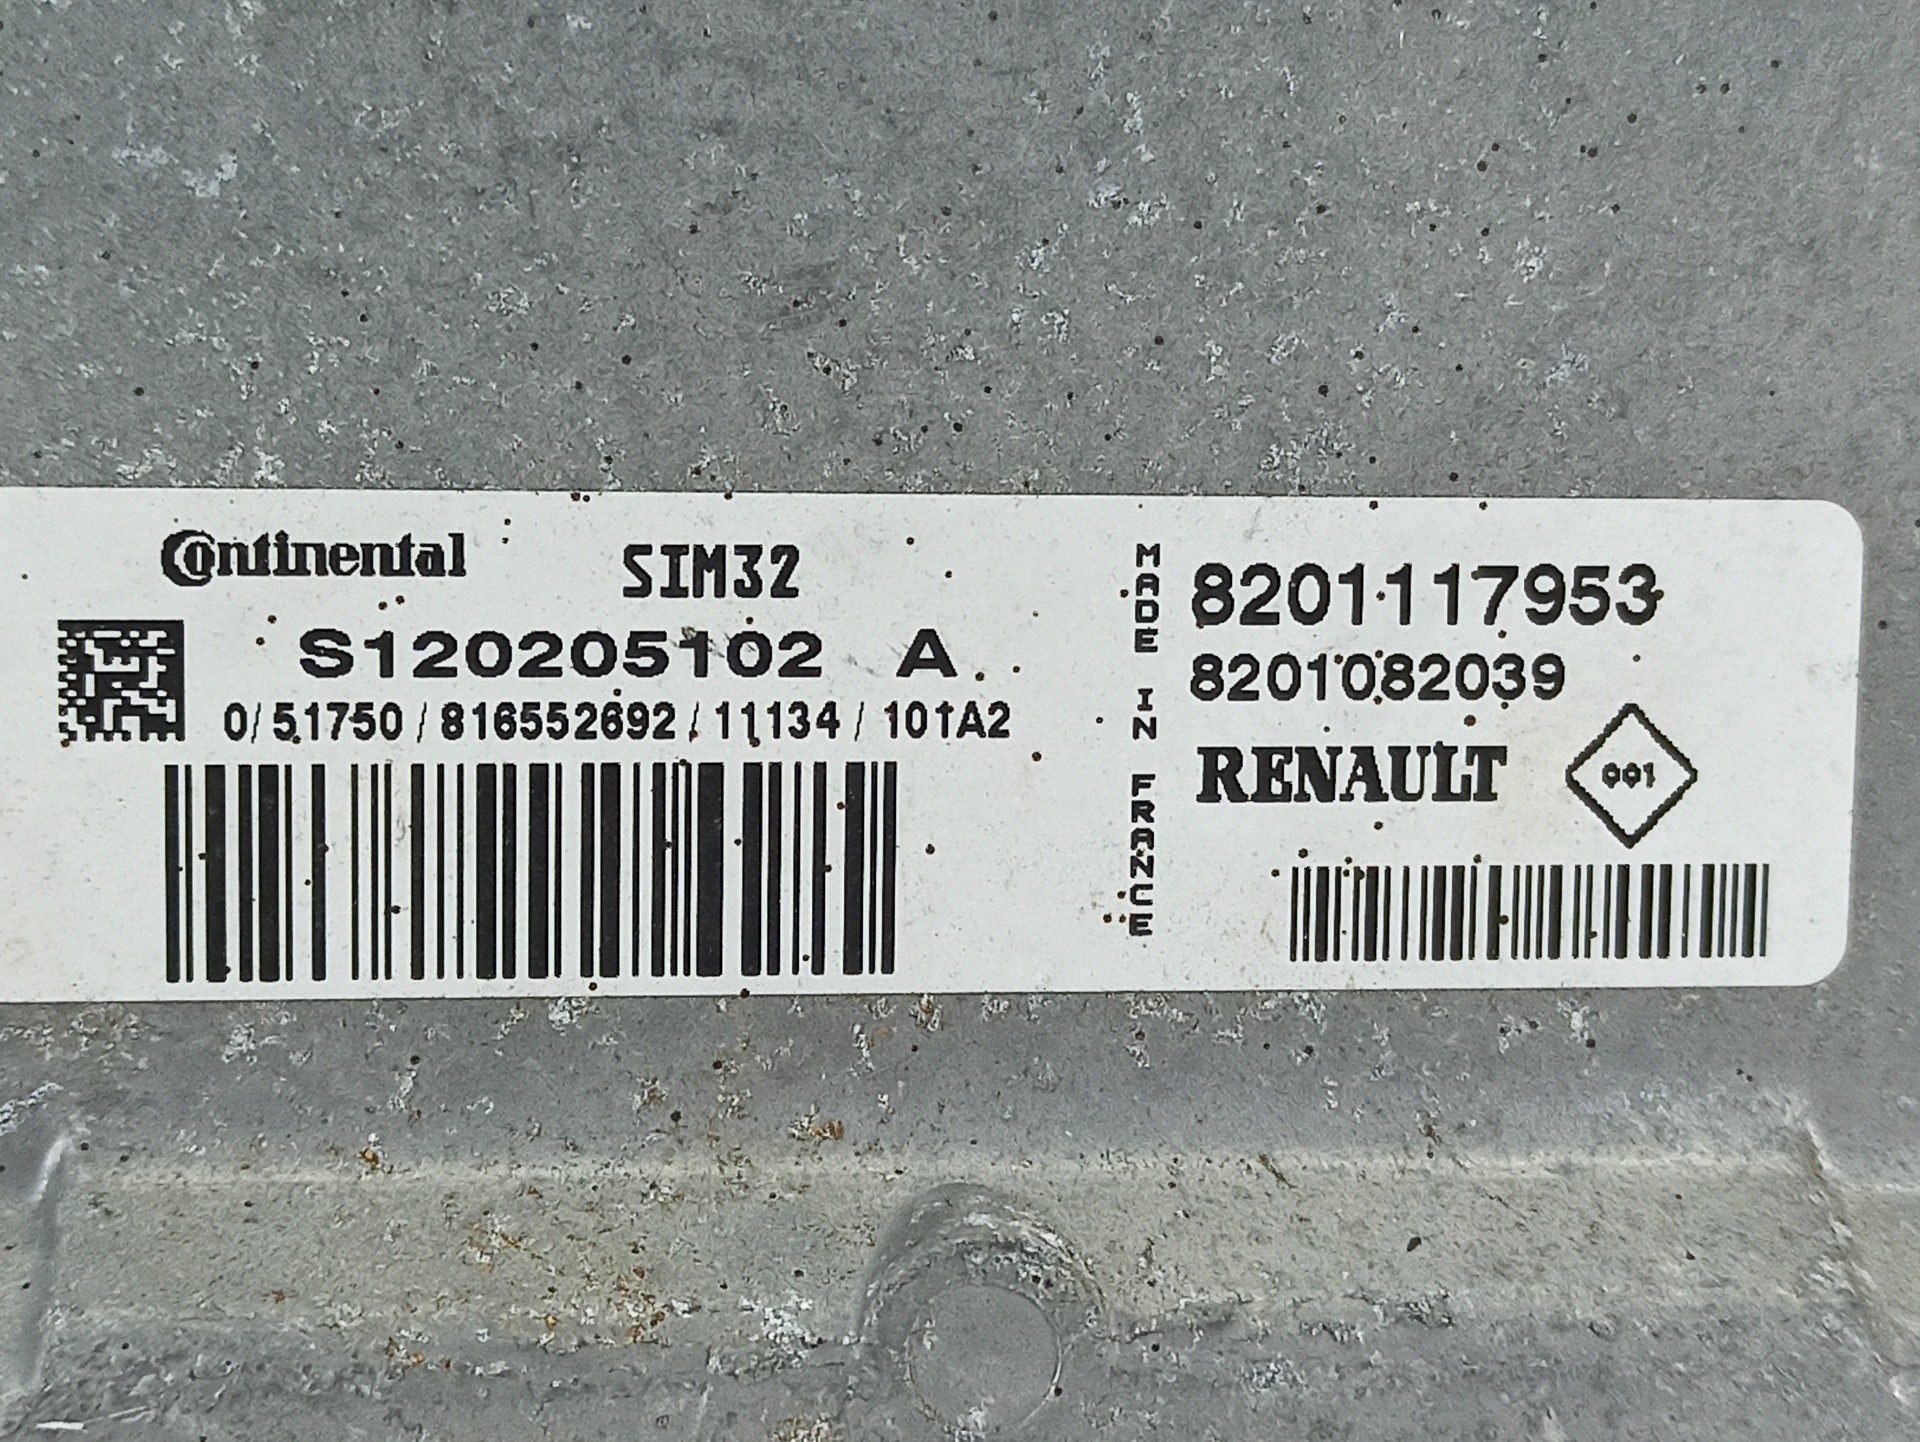 Continental SIM32
S120205102 A
0/51750/816552692/11134/101A2
MADE IN FRANCE
8201117953
8201082039
RENAULT 001